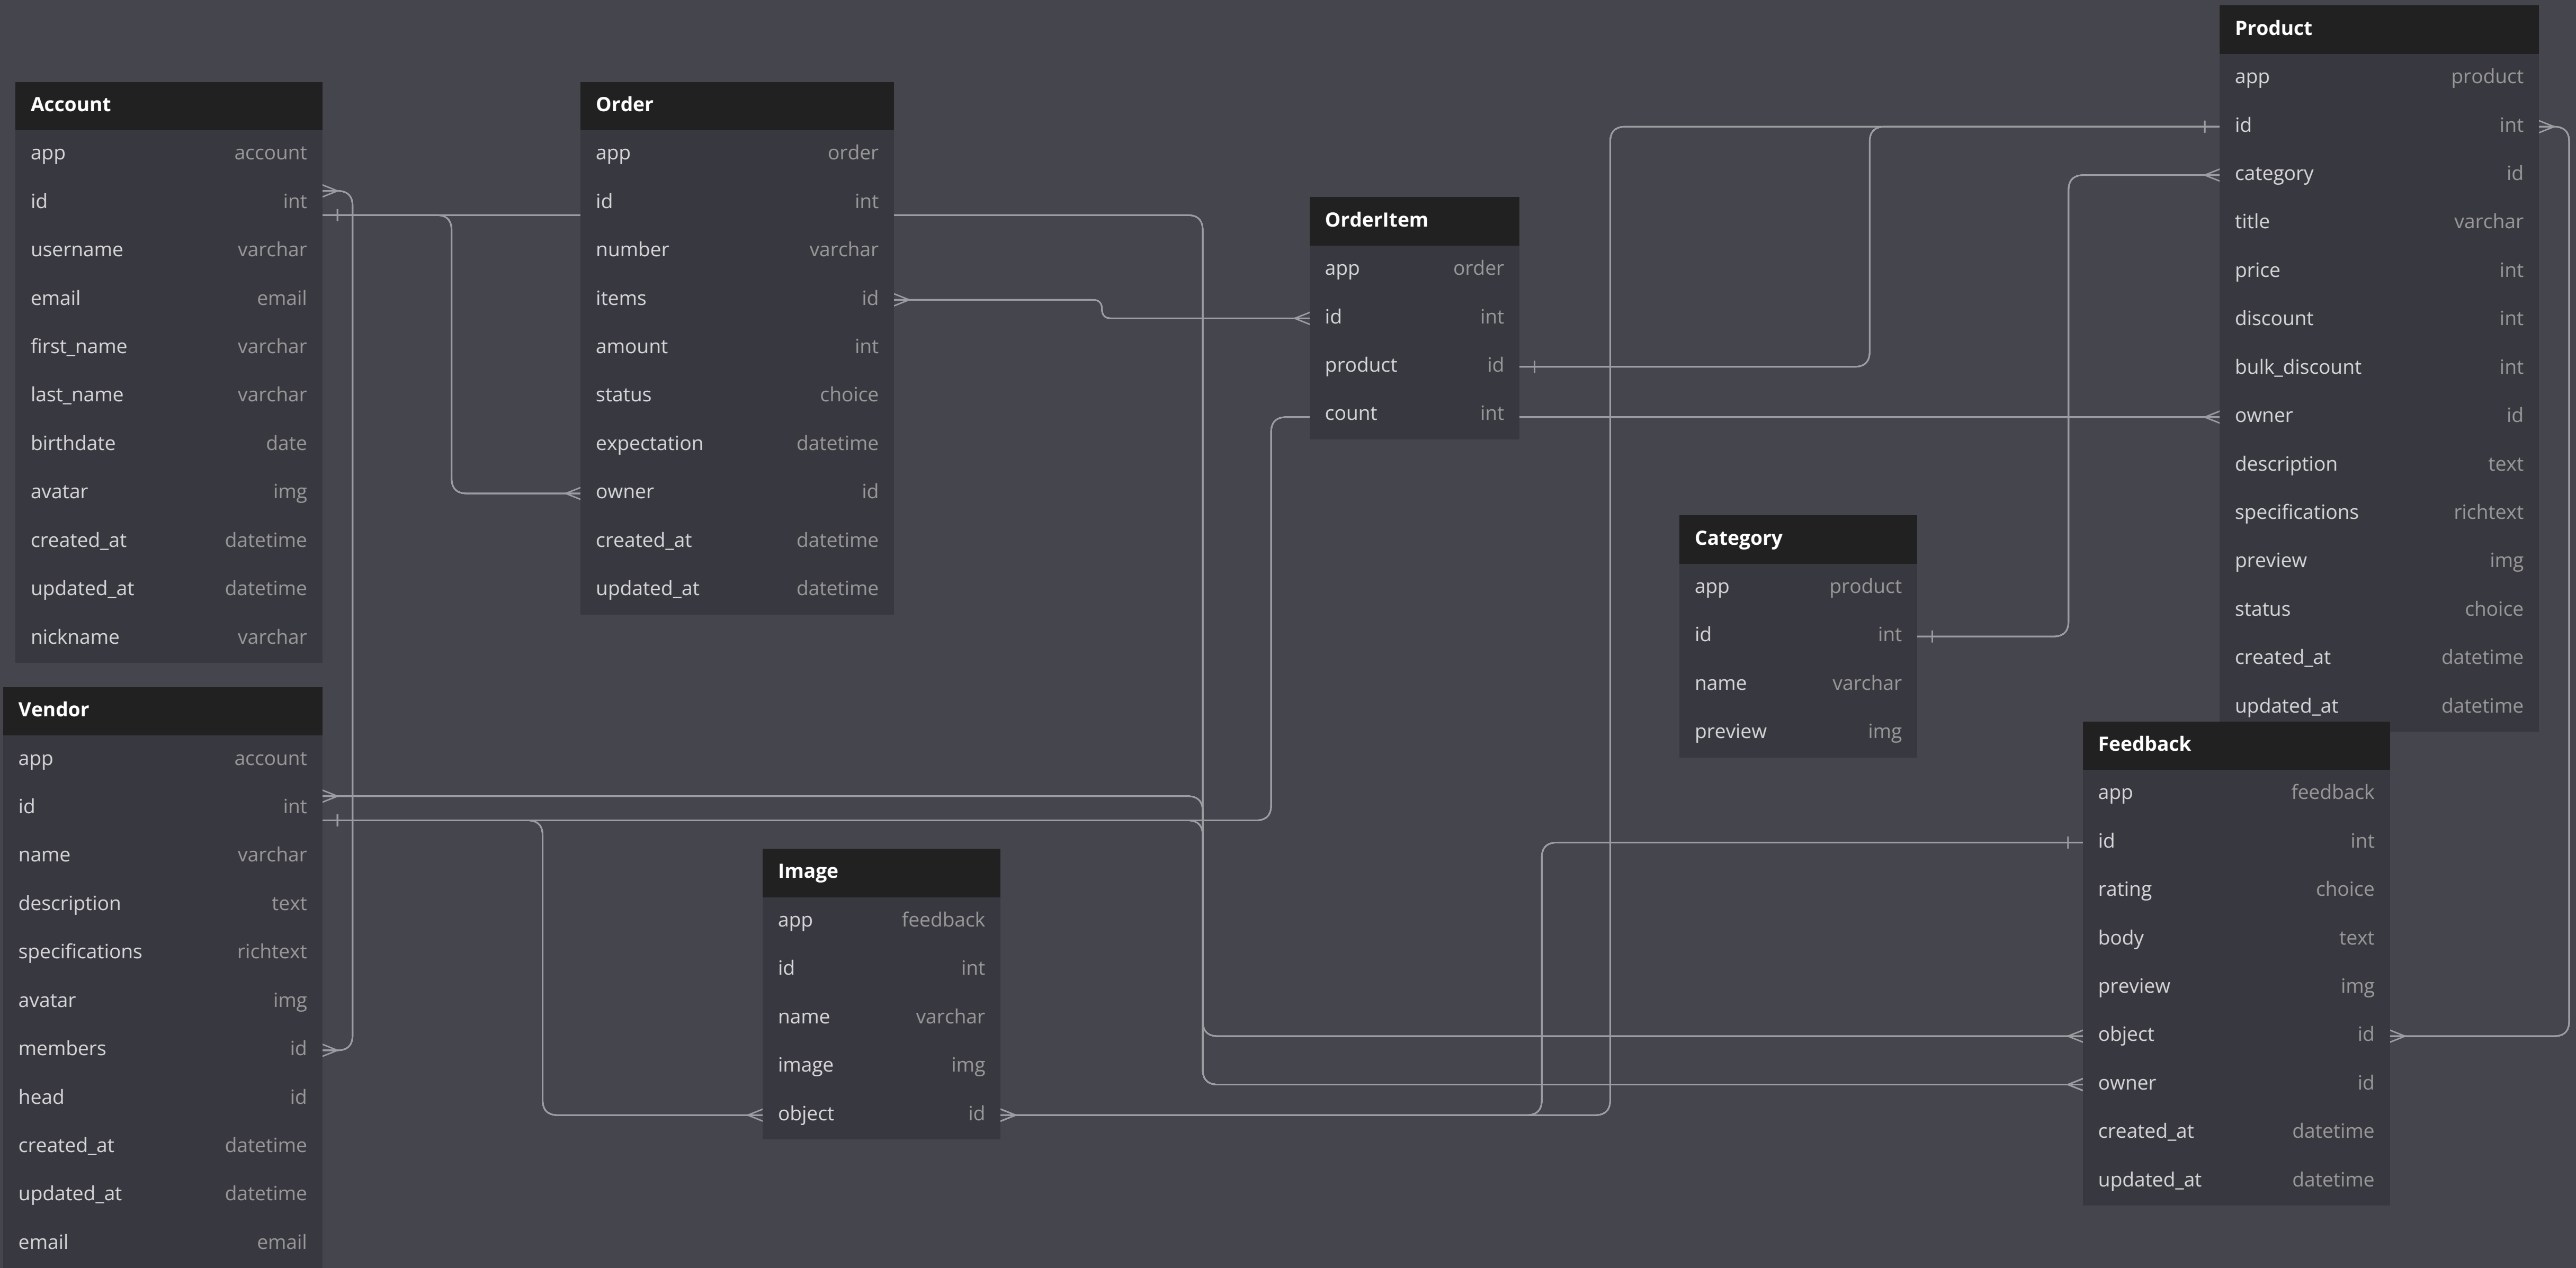 Account
app account
id int
username varchar
email email
first_name varchar
last_name varchar
birthdate date
avatar img
created_at datetime
updated_at datetime
nickname varchar
Vendor
app account
id int
name varchar
description text
specifications richtext
avatar img
members id
head id
created_at datetime
updated_at datetime
email email
Order
app order
id int
number varchar
items id
amount int
status choice
expectation datetime
owner id
created_at datetime
updated_at datetime
Image
app feedback
id int
name varchar
image img
object id
OrderItem
app order
id int
product id
count int
Category
app product
id int
name varchar
preview img
Product
app product
id int
category id
title varchar
price int
discount int
bulk_discount int
owner id
description text
specifications richtext
preview img
status choice
created_at datetime
updated_at datetime
Feedback
app feedback
id int
rating choice
body text
preview img
object id
owner id
created_at datetime
updated_at datetime